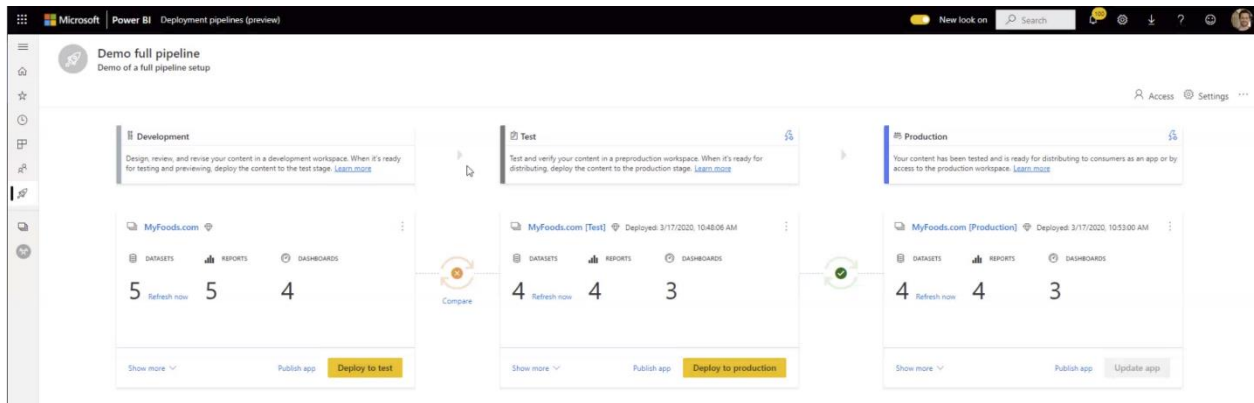 Microsoft Power BI Deployment pipelines (preview)
New look on
Search
100
?
Demo full pipeline
Demo of a full pipeline setup
Access Settings ...
Development
Design, review, and revise your content in a development workspace. When it's ready
for testing and previewing, deploy the content to the test stage. Learn more
Test
Test and verify your content in a preproduction workspace. When it's ready for
distributing, deploy the content to the production stage. Learn more
Production
Your content has been tested and is ready for distributing to consumers as an app or by
access to the production workspace. Learn more
MyFoods.com
DATASETS REPORTS DASHBOARDS
5 Refresh now 5 4
Show more Publish app Deploy to test
Compare
MyFoods.com [Test] Deployed: 3/17/2020, 10:48:06 AM
DATASETS REPORTS DASHBOARDS
4 Refresh now 4 3
Show more Publish app Deploy to production
MyFoods.com [Production] Deployed: 3/17/2020, 10:53:00 AM
DATASETS REPORTS DASHBOARDS
4 Refresh now 4 3
Show more Publish app Update app